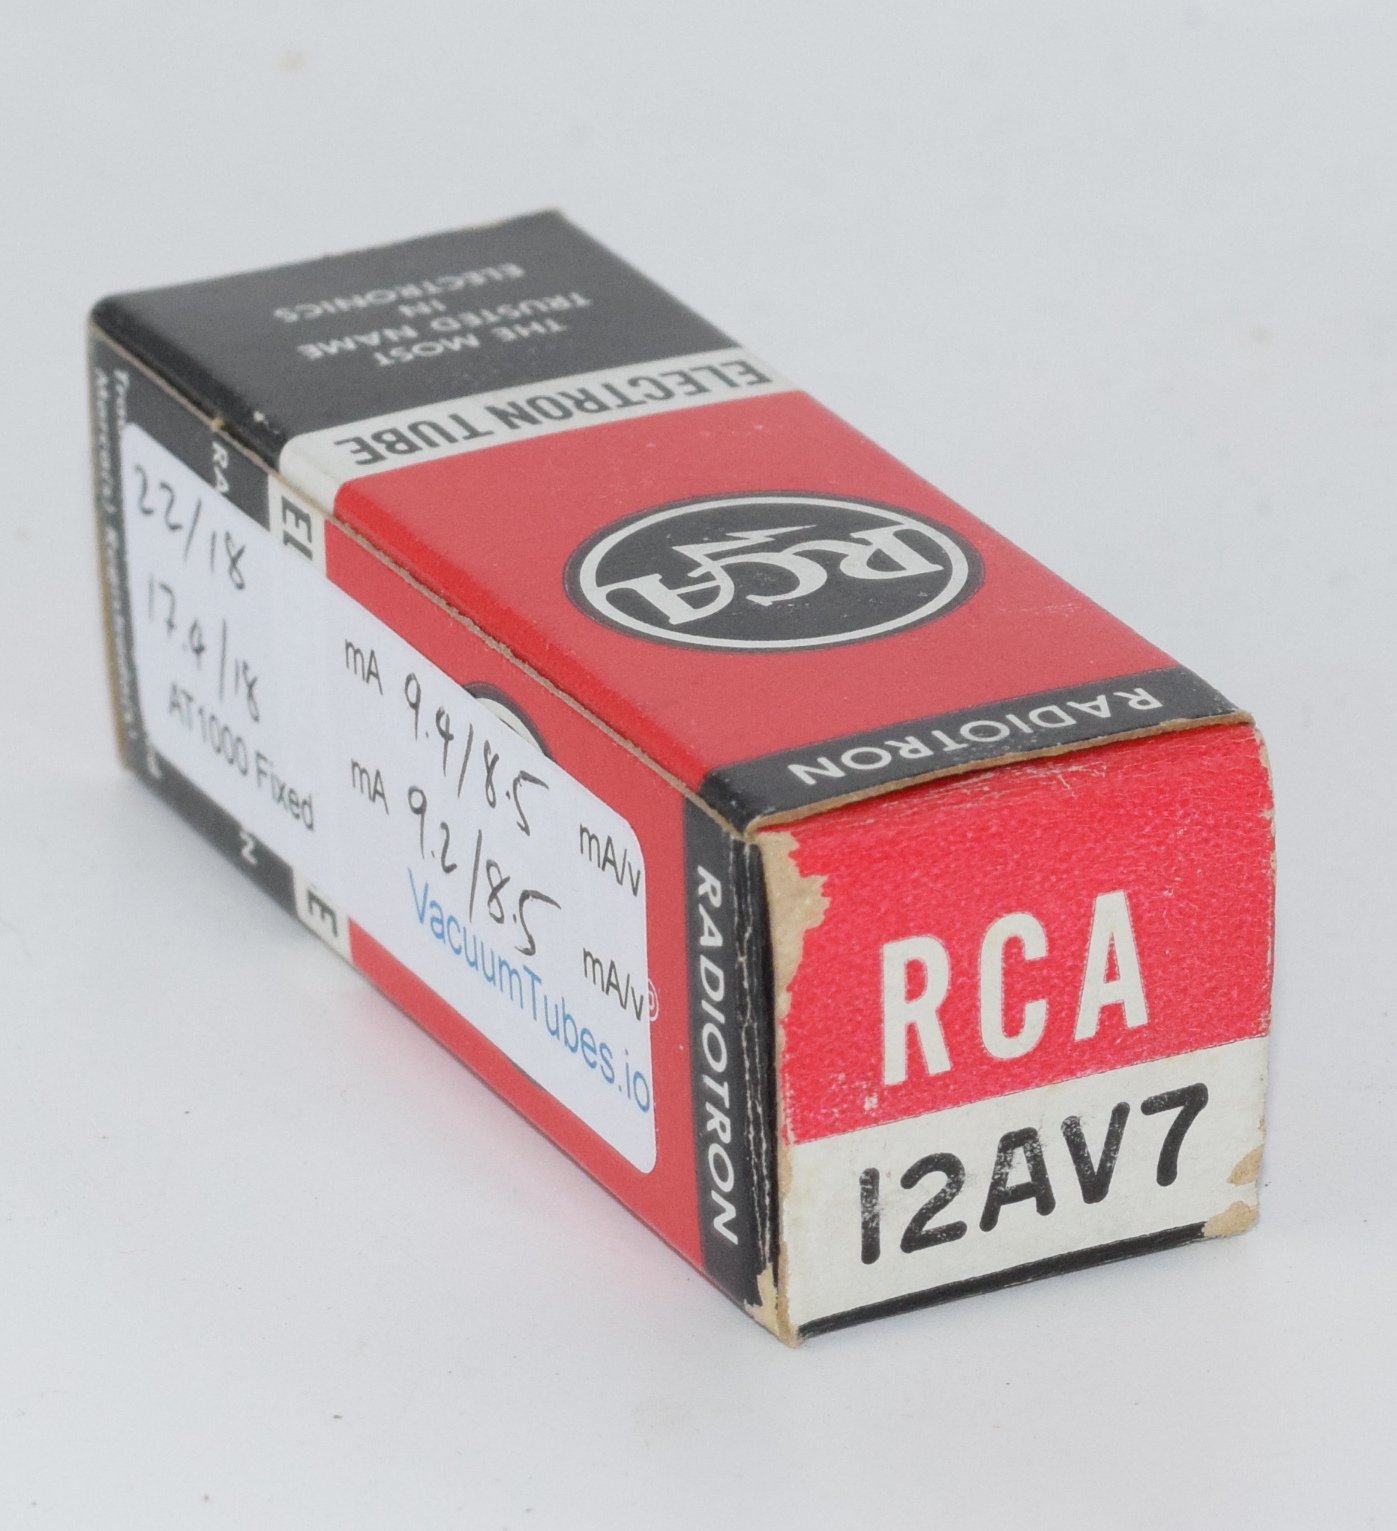 THE MOST
TRUSTED NAME
IN
ELECTRONICS
ELECTRON TUBE
RCA
RADIOTRON
RCA
12AV7
RADIOTRON
22/18 mA 9.4/8.5 mA/v
17.4/18 mA 9.2/8.5 mA/v
AT1000 Fixed VacuumTubes.io